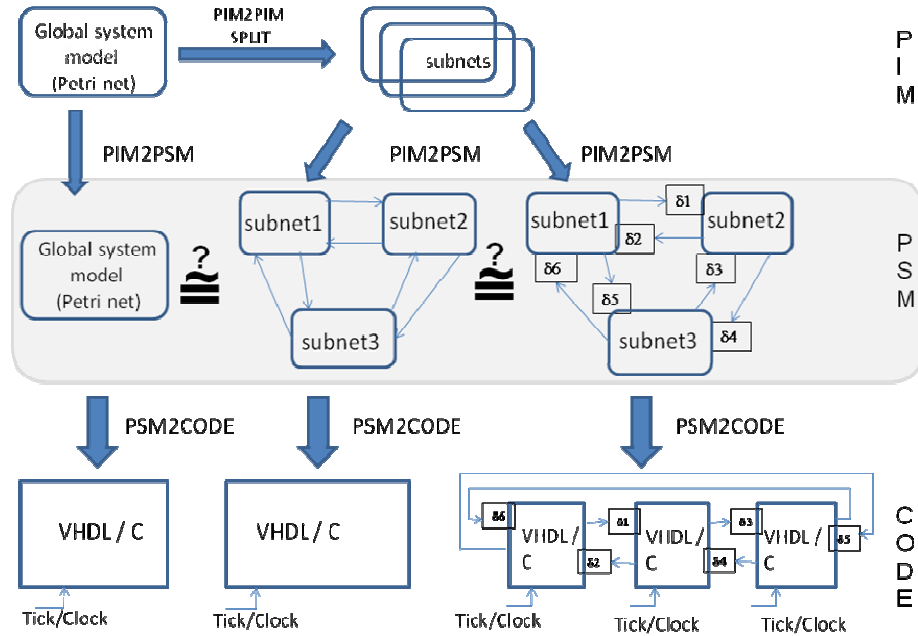 PIM2PIM
SPLIT
Global system
model
(Petri net)
subnets
P
I
M
PIM2PSM
PIM2PSM
PIM2PSM
Global system
model
(Petri net)
?
≅
subnet1
subnet2
subnet3
?
≅
subnet1
δ1
subnet2
δ2
δ6
δ3
δ5
subnet3
δ4
P
S
M
PSM2CODE
PSM2CODE
PSM2CODE
VHDL / C
Tick/Clock
VHDL / C
Tick/Clock
δ6
VHDL /
C
δ1
δ2
VHDL /
C
δ3
δ4
VHDL /
C
δ5
Tick/Clock
Tick/Clock
Tick/Clock
C
O
D
E